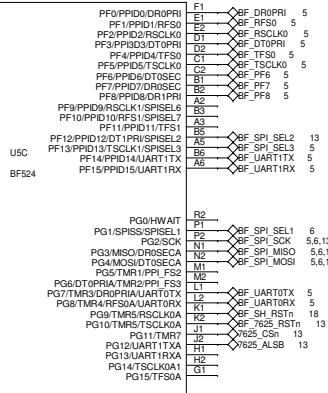 PF0/PPID0/DR0PRI F1 BF_DR0PRI 5
PF1/PPID1/RFS0 E1 BF_RFS0 5
PF2/PPID2/RSCLK0 E2 BF_RSCLK0 5
PF3/PPID3/DT0PRI D1 BF_DT0PRI 5
PF4/PPID4/TFS0 D2 BF_TFS0 5
PF5/PPID5/TSCLK0 C1 BF_TSCLK0 5
PF6/PPID6/DT0SEC C2 BF_PF6 5
PF7/PPID7/DR0SEC B1 BF_PF7 5
PF8/PPID8/DR1PRI B2 BF_PF8 5
PF9/PPID9/RSCLK1/SPISEL6 A2
PF10/PPID10/RFS1/SPISEL7 B3
PF11/PPID11/TFS1 A3
PF12/PPID12/DT1PRI/SPISEL2 B5 BF_SPI_SEL2 13
PF13/PPID13/TSCLK1/SPISEL3 A5 BF_SPI_SEL3 5
PF14/PPID14/UART1TX B6 BF_UART1TX 5
PF15/PPID15/UART1RX A6 BF_UART1RX 5
U5C
BF524
PG0/HWAIT R2
PG1/SPISS/SPISEL1 P1 BF_SPI_SEL1 6
PG2/SCK P2 BF_SPI_SCK 5,6,13
PG3/MISO/DR0SECA N1 BF_SPI_MISO 5,6,1
PG4/MOSI/DT0SECA N2 BF_SPI_MOSI 5,6,1
PG5/TMR1/PPI_FS2 M1
PG6/DT0PRIA/TMR2/PPI_FS3 M2
PG7/TMR3/DR0PRIA/UART0TX L1 BF_UART0TX 5
PG8/TMR4/RFS0A/UART0RX L2 BF_UART0RX 5
PG9/TMR5/RSCLK0A K1 BF_SH_RSTn 18
PG10/TMR5/TSCLK0A K2 BF_7625_RSTn 13
PG11/TMR7 J1 7625_CSn 13
PG12/UART1TXA J2 7625_ALSB 13
PG13/UART1RXA H1
PG14/TSCLK0A1 H2
PG15/TFS0A G1